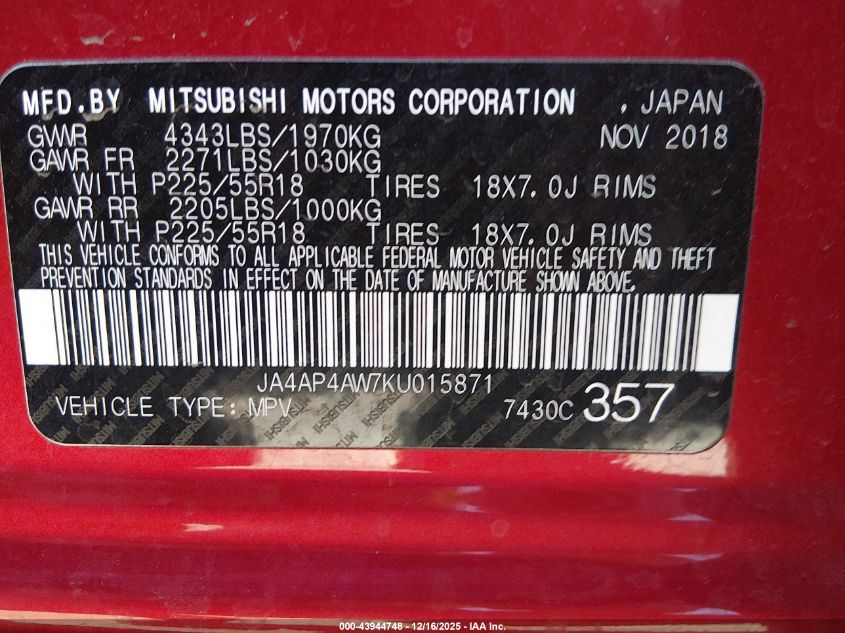 MFD.BY MITSUBISHI MOTORS CORPORATION , JAPAN
GVWR 4343LBS/1970KG NOV 2018
GAWR FR 2271LBS/1030KG
WITH P225/55R18 TIRES 18X7.0J RIMS
GAWR RR 2205LBS/1000KG
WITH P225/55R18 TIRES 18X7.0J RIMS
THIS VEHICLE CONFORMS TO ALL APPLICABLE FEDERAL MOTOR VEHICLE SAFETY AND THEFT
PREVENTION STANDARDS IN EFFECT ON THE DATE OF MANUFACTURE SHOWN ABOVE.
JA4AP4AW7KU015871
VEHICLE TYPE: MPV 7430C 357
000-43944748 - 12/16/2025 - IAA Inc.